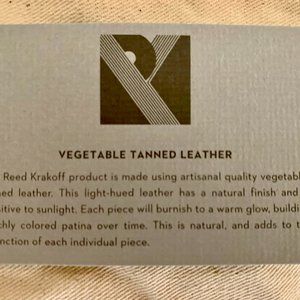 VEGETABLE TANNED LEATHER
Reed Krakoff product is made using artisanal quality vegetab
ned leather. This light-hued leather has a natural finish and
sitive to sunlight. Each piece will burnish to a warm glow, buildi
hly colored patina over time. This is natural, and adds to t
nction of each individual piece.